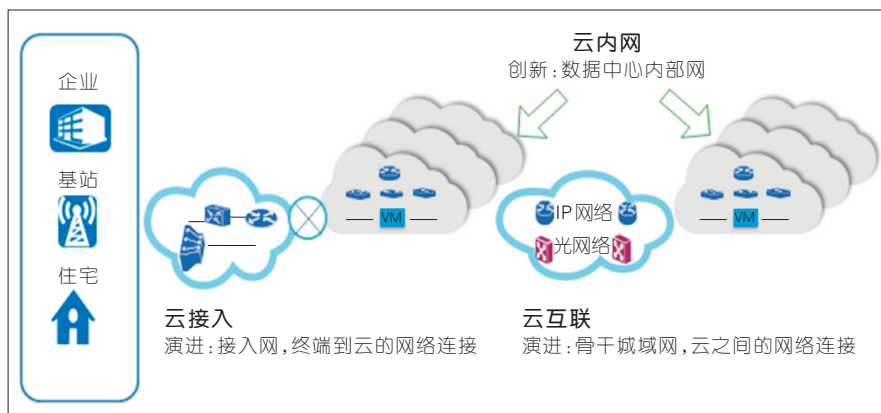 云内网
创新:数据中心内部网
企业
基站
住宅
VM
VM
IP网络
光网络
云接入
演进:接入网,终端到云的网络连接
云互联
演进:骨干城域网,云之间的网络连接